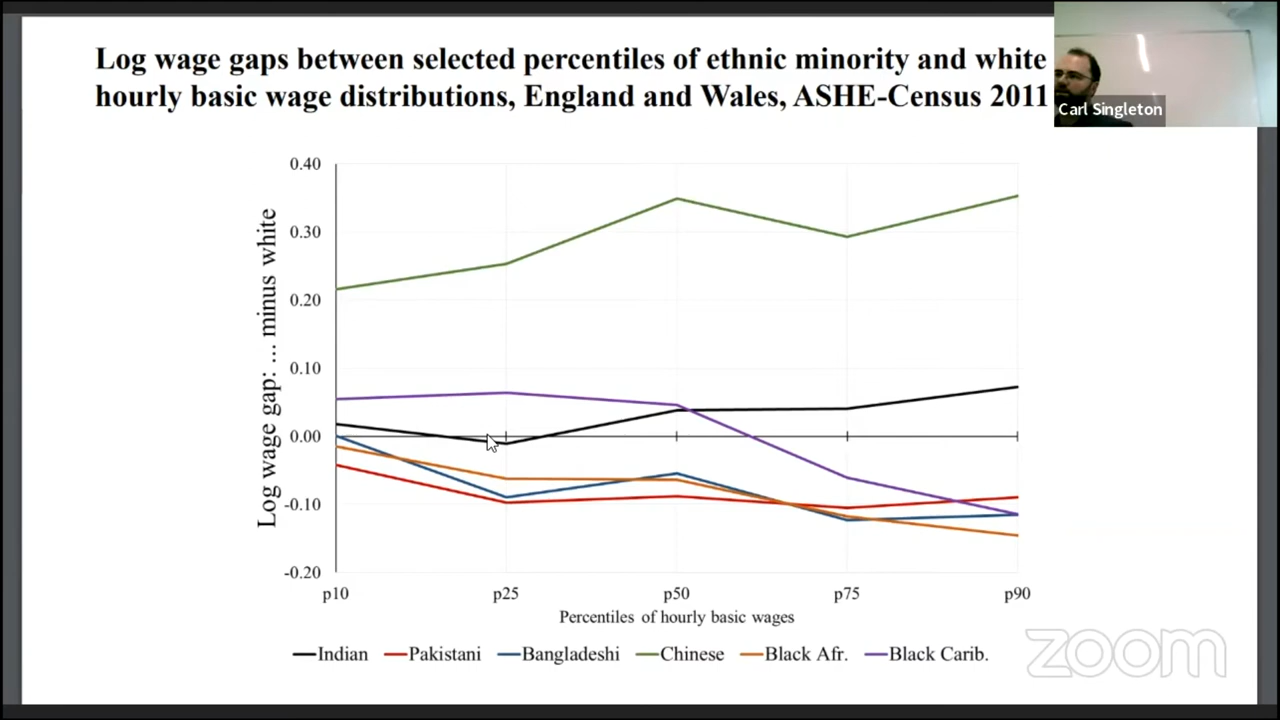 Log wage gaps between selected percentiles of ethnic minority and white
hourly basic wage distributions, England and Wales, ASHE-Census 2011
Carl Singleton
Log wage gap: ... minus white
0.40
0.30
0.20
0.10
0.00
-0.10
-0.20
p10 p25 p50 p75 p90
Percentiles of hourly basic wages
Indian Pakistani Bangladeshi Chinese Black Afr. Black Carib.
zoom